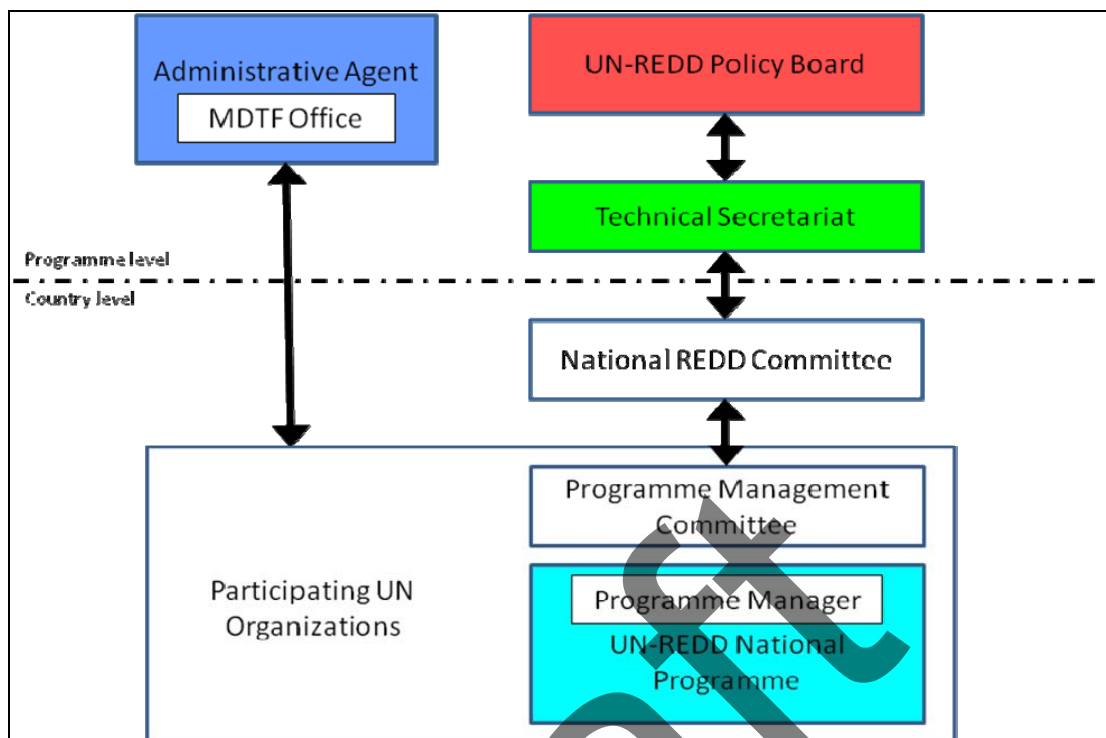 Administrative Agent
MDTF Office
UN-REDD Policy Board
Technical Secretariat
Programme level
Country level
National REDD Committee
Programme Management
Committee
Participating UN
Organizations
Programme Manager
UN-REDD National
Programme